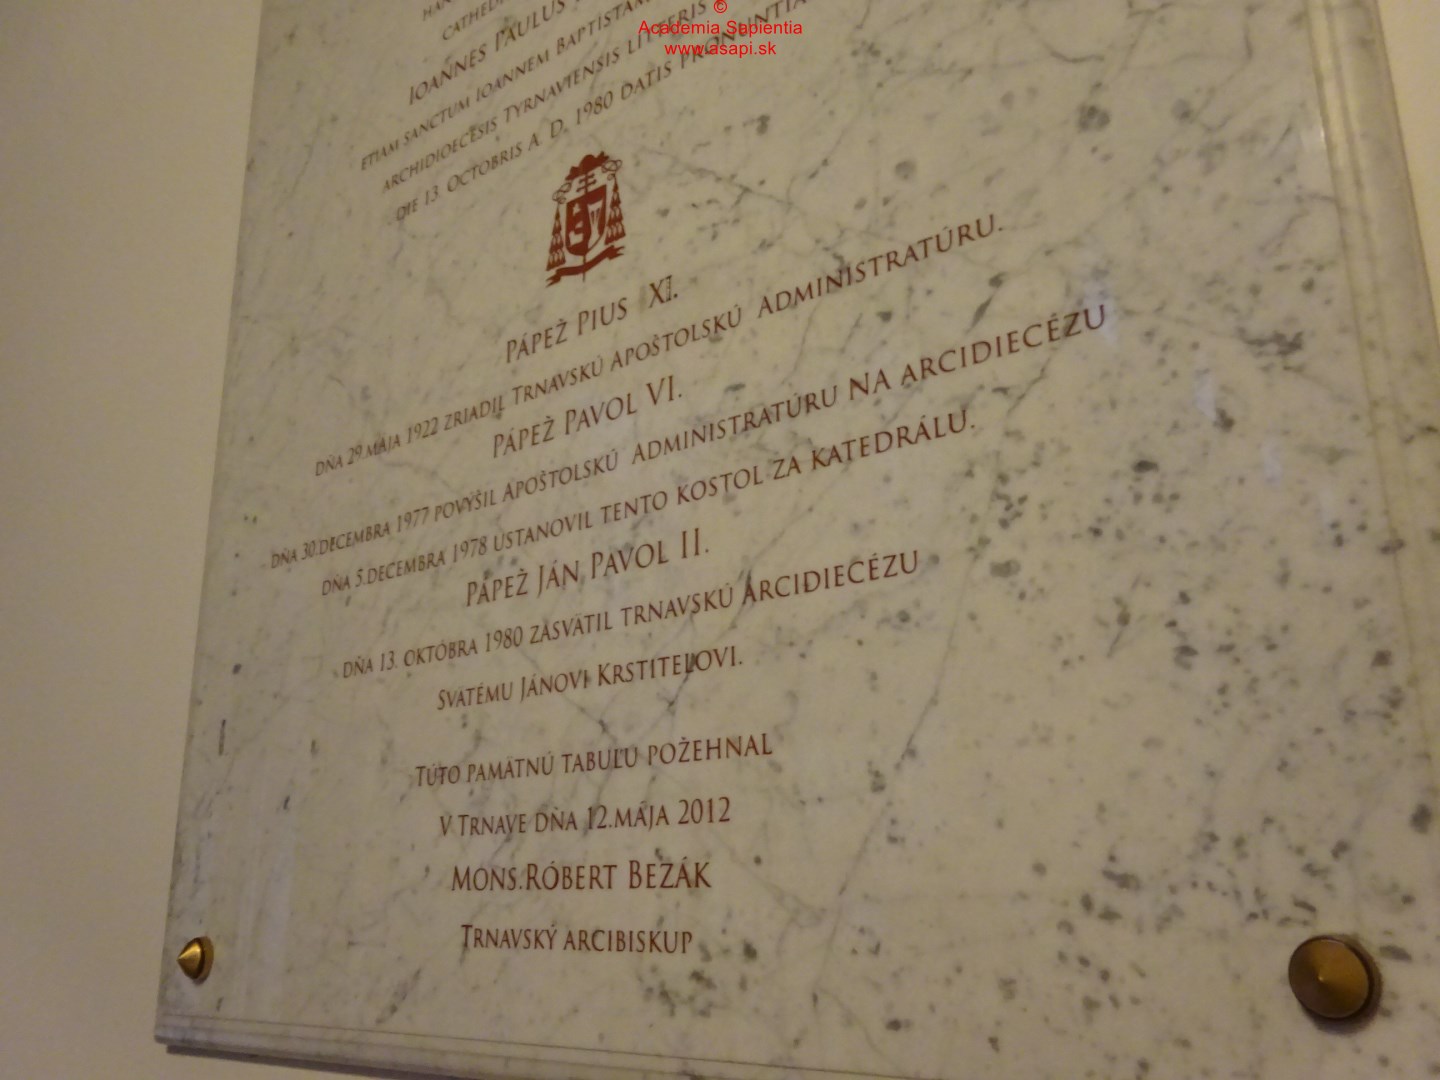 ©
Academia Sapientia
www.asapi.sk
CATHED
IOANNES PAULUS
ETIAM SANCTUM IOANNEM BAPTISTAM
ARCHIDIOECESIS TYRNAVIENSIS LITTERIS
DIE 13. OCTOBRIS A. D. 1980 DATIS PRONUNTIA
PÁPEŽ PIUS XI.
DŇA 29.MÁJA 1922 ZRIADIL TRNAVSKÚ APOŠTOLSKÚ ADMINISTRATÚRU.
PÁPEŽ PAVOL VI.
DŇA 30.DECEMBRA 1977 POVÝŠIL APOŠTOLSKÚ ADMINISTRATÚRU NA ARCIDIECÉZU
DŇA 5.DECEMBRA 1978 USTANOVIL TENTO KOSTOL ZA KATEDRÁLU.
PÁPEŽ JÁN PAVOL II.
DŇA 13. OKTÓBRA 1980 ZASVÄTIL TRNAVSKÚ ARCIDIECÉZU
SVÄTÉMU JÁNOVI KRSTITEĽOVI.
TÚTO PAMÄTNÚ TABUĽU POŽEHNAL
V TRNAVE DŇA 12.MÁJA 2012
MONS.RÓBERT BEZÁK
TRNAVSKÝ ARCIBISKUP